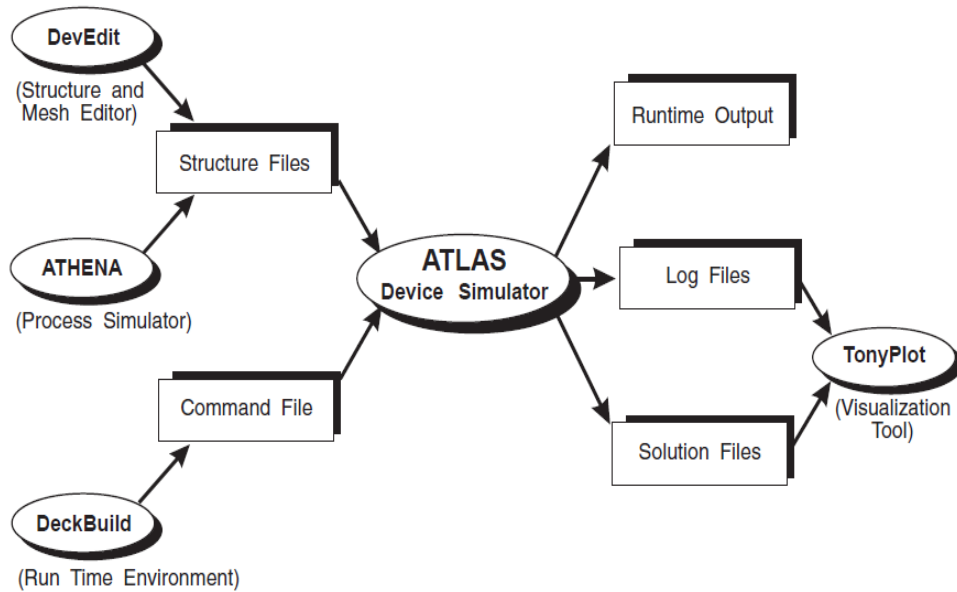 DevEdit
(Structure and
Mesh Editor)
Structure Files
ATHENA
(Process Simulator)
Command File
DeckBuild
(Run Time Environment)
ATLAS
Device Simulator
Runtime Output
Log Files
Solution Files
TonyPlot
(Visualization
Tool)